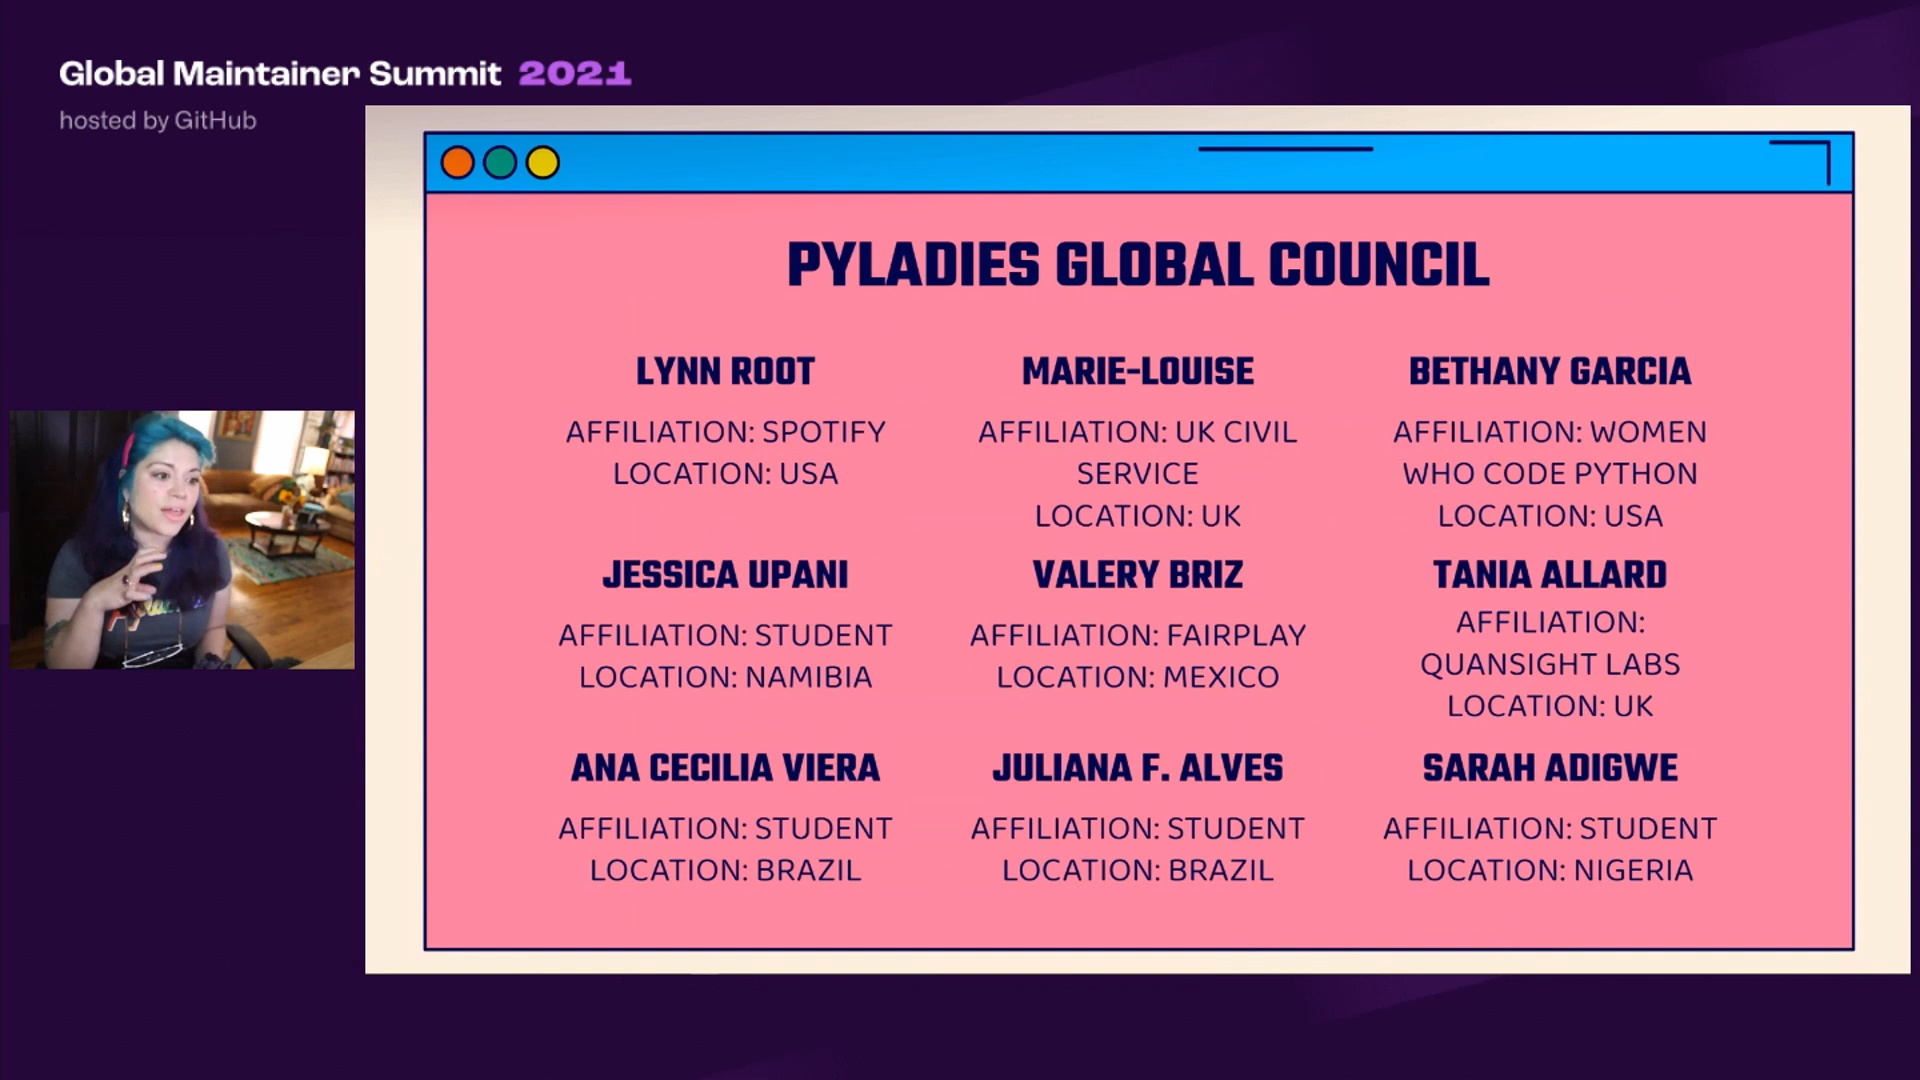 Global Maintainer Summit 2021
hosted by GitHub
PYLADIES GLOBAL COUNCIL
LYNN ROOT
AFFILIATION: SPOTIFY
LOCATION: USA
MARIE-LOUISE
AFFILIATION: UK CIVIL
SERVICE
LOCATION: UK
BETHANY GARCIA
AFFILIATION: WOMEN
WHO CODE PYTHON
LOCATION: USA
JESSICA UPANI
AFFILIATION: STUDENT
LOCATION: NAMIBIA
VALERY BRIZ
AFFILIATION: FAIRPLAY
LOCATION: MEXICO
TANIA ALLARD
AFFILIATION:
QUANSIGHT LABS
LOCATION: UK
ANA CECILIA VIERA
AFFILIATION: STUDENT
LOCATION: BRAZIL
JULIANA F. ALVES
AFFILIATION: STUDENT
LOCATION: BRAZIL
SARAH ADIGWE
AFFILIATION: STUDENT
LOCATION: NIGERIA